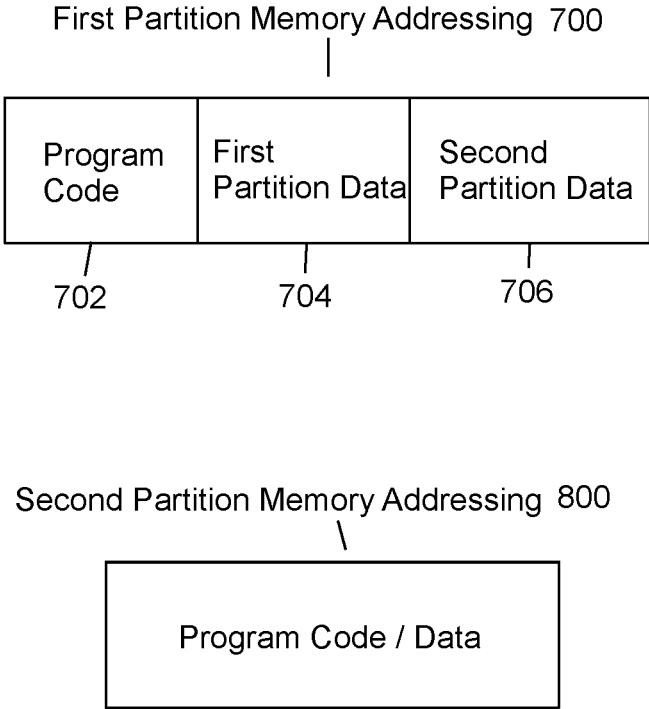 First Partition Memory Addressing 700
Program
Code
First
Partition Data
Second
Partition Data
702
704
706
Second Partition Memory Addressing 800
Program Code / Data